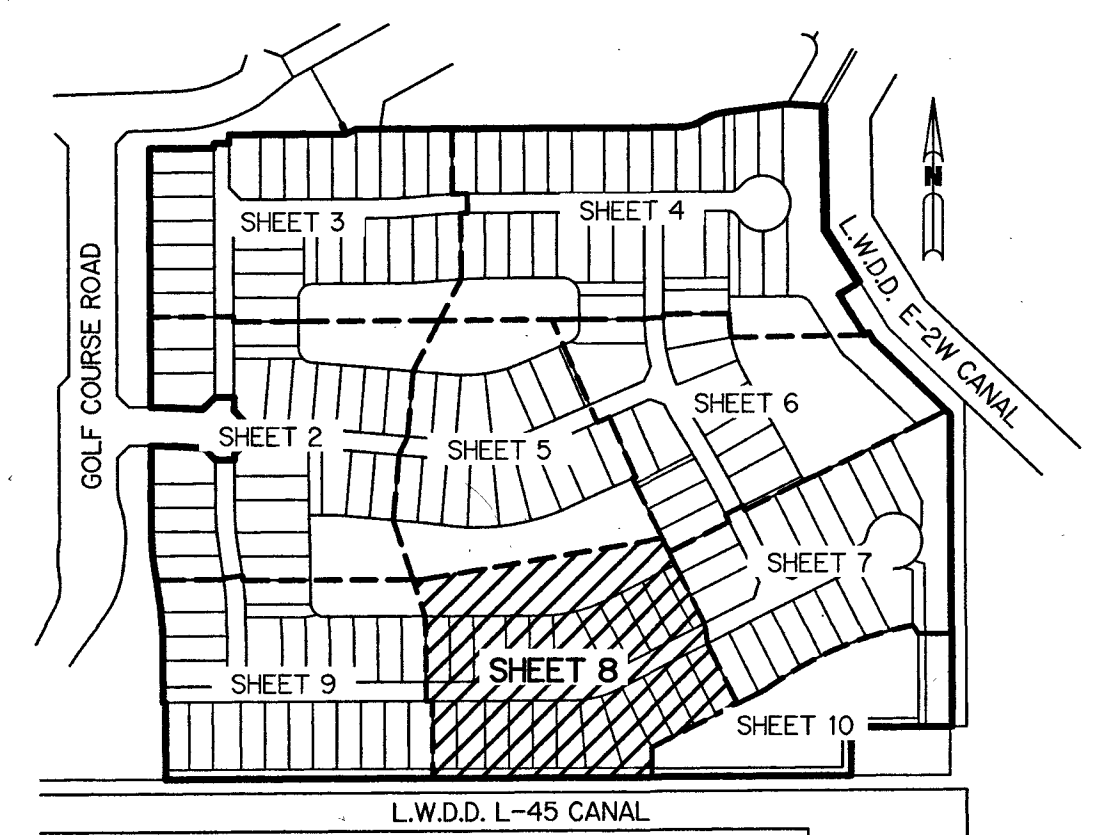 N
SHEET 3
SHEET 4
L.W.D.D. E-2W CANAL
GOLF COURSE ROAD
SHEET 6
SHEET 2
SHEET 5
SHEET 7
SHEET 8
SHEET 9
SHEET 10
L.W.D.D. L-45 CANAL